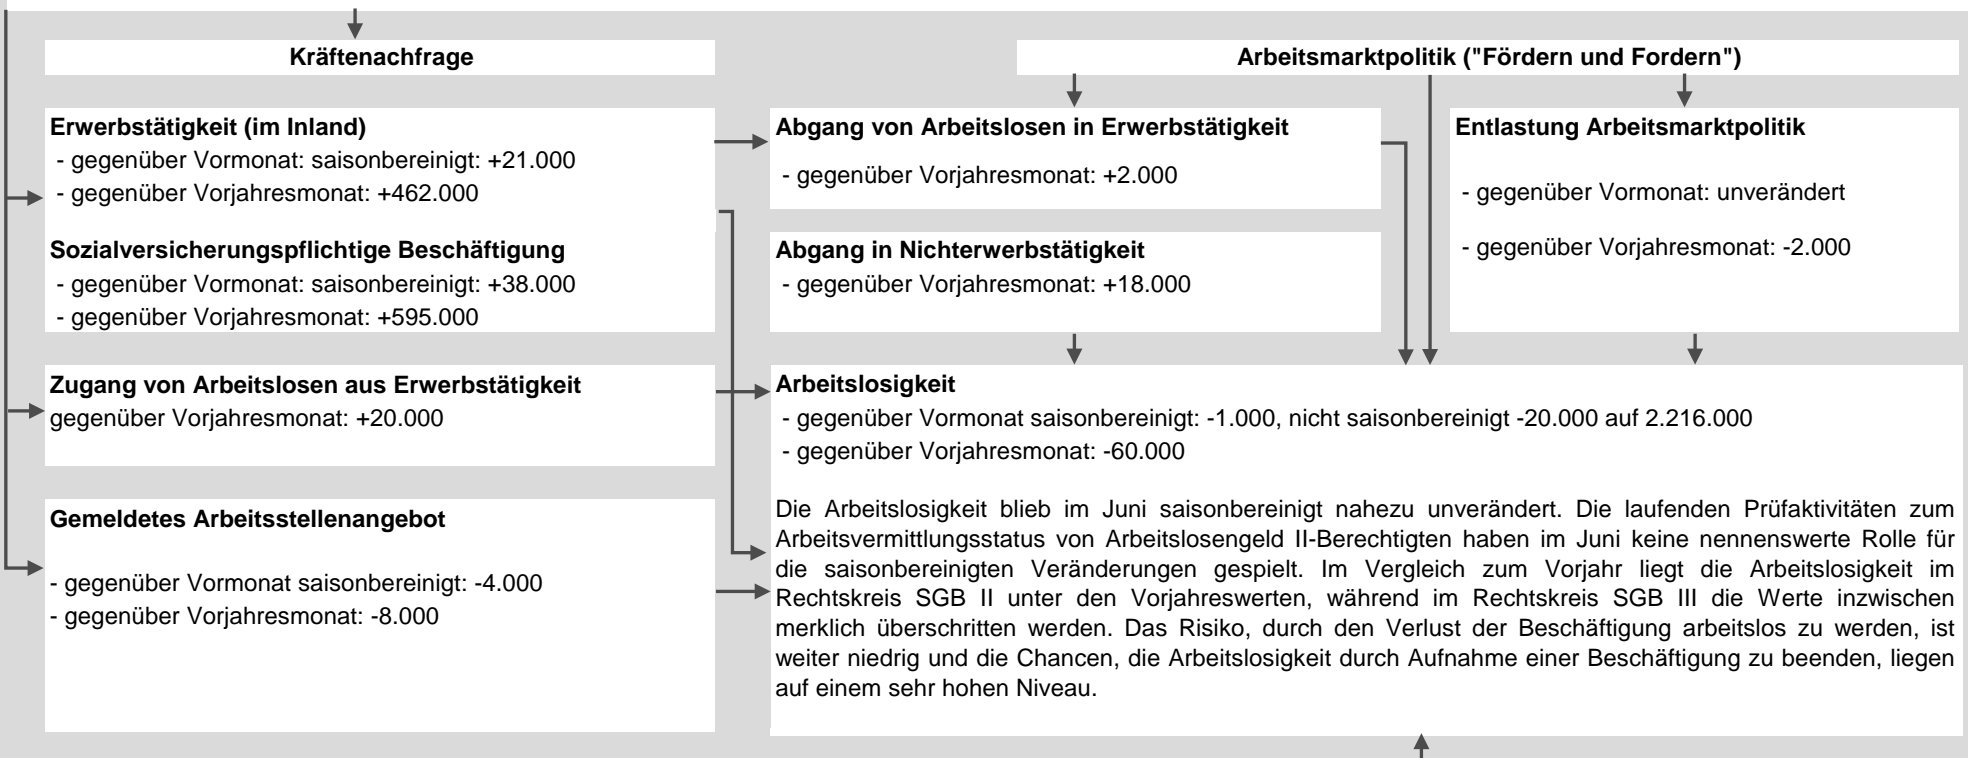 Kräftenachfrage
Arbeitsmarktpolitik ("Fördern und Fordern")
Erwerbstätigkeit (im Inland)
- gegenüber Vormonat: saisonbereinigt: +21.000
- gegenüber Vorjahresmonat: +462.000
Sozialversicherungspflichtige Beschäftigung
- gegenüber Vormonat: saisonbereinigt: +38.000
- gegenüber Vorjahresmonat: +595.000
Abgang von Arbeitslosen in Erwerbstätigkeit
- gegenüber Vorjahresmonat: +2.000
Abgang in Nichterwerbstätigkeit
- gegenüber Vorjahresmonat: +18.000
Entlastung Arbeitsmarktpolitik
- gegenüber Vormonat: unverändert
- gegenüber Vorjahresmonat: -2.000
Zugang von Arbeitslosen aus Erwerbstätigkeit
gegenüber Vorjahresmonat: +20.000
Gemeldetes Arbeitsstellenangebot
- gegenüber Vormonat saisonbereinigt: -4.000
- gegenüber Vorjahresmonat: -8.000
Arbeitslosigkeit
- gegenüber Vormonat saisonbereinigt: -1.000, nicht saisonbereinigt -20.000 auf 2.216.000
- gegenüber Vorjahresmonat: -60.000
Die Arbeitslosigkeit blieb im Juni saisonbereinigt nahezu unverändert. Die laufenden Prüfaktivitäten zum
Arbeitsvermittlungsstatus von Arbeitslosengeld II-Berechtigten haben im Juni keine nennenswerte Rolle für
die saisonbereinigten Veränderungen gespielt. Im Vergleich zum Vorjahr liegt die Arbeitslosigkeit im
Rechtskreis SGB II unter den Vorjahreswerten, während im Rechtskreis SGB III die Werte inzwischen
merklich überschritten werden. Das Risiko, durch den Verlust der Beschäftigung arbeitslos zu werden, ist
weiter niedrig und die Chancen, die Arbeitslosigkeit durch Aufnahme einer Beschäftigung zu beenden, liegen
auf einem sehr hohen Niveau.